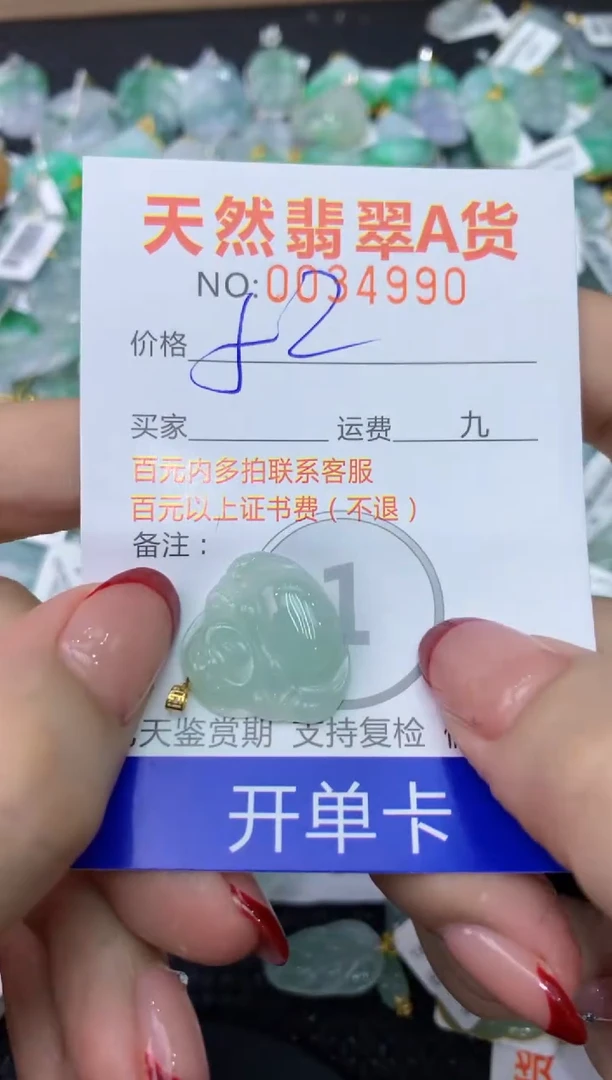 天然翡翠A货
NO:0034990
价格
买家 运费 九
百元内多拍联系客服
百元以上证书费(不退)
备注：
1
天鉴赏期 支持复检
开单卡